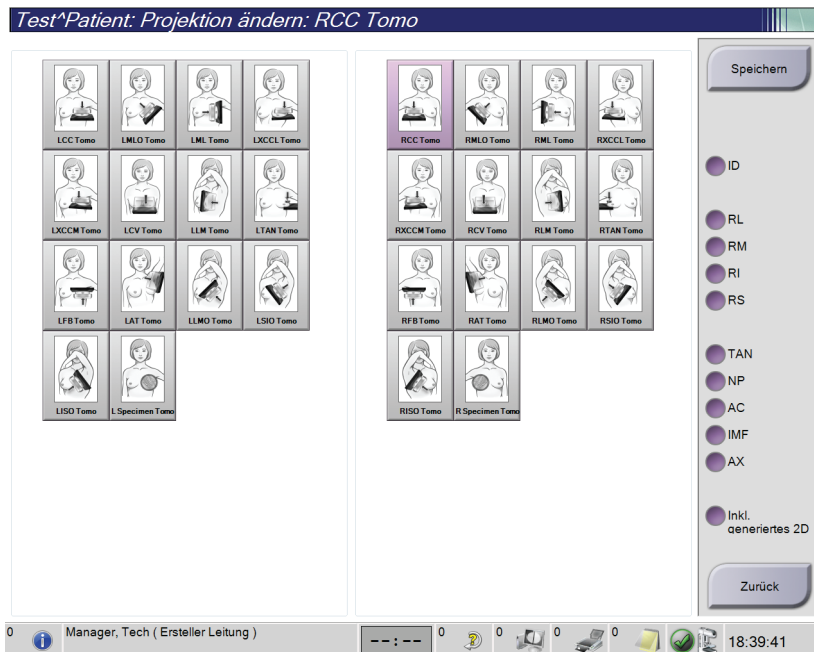 Test^Patient: Projektion ändern: RCC Tomo
LCC Tomo
LMLO Tomo
LML Tomo
LXCCL Tomo
LXCCM Tomo
LCV Tomo
LLM Tomo
LTAN Tomo
LFB Tomo
LAT Tomo
LLMO Tomo
LSIO Tomo
LISO Tomo
L Specimen Tomo
RCC Tomo
RMLO Tomo
RML Tomo
RXCCL Tomo
RXCCM Tomo
RCV Tomo
RLM Tomo
RTAN Tomo
RFB Tomo
RAT Tomo
RLMO Tomo
RSIO Tomo
RISO Tomo
R Specimen Tomo
Speichern
ID
RL
RM
RI
RS
TAN
NP
AC
IMF
AX
Inkl.
generiertes 2D
Zurück
0
Manager, Tech ( Ersteller Leitung )
--:--
0
0
0
0
18:39:41